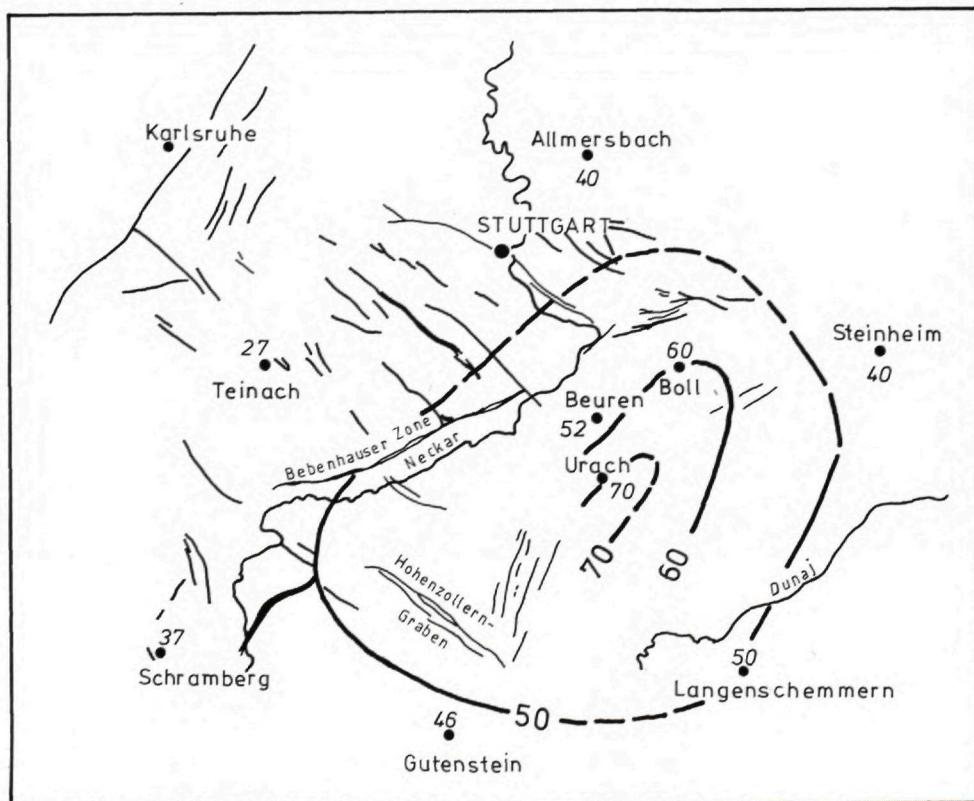 Karlsruhe
Allmersbach
40
STUTTGART
Steinheim
40
27
Teinach
60
Boll
Beuren
52
Bebenhauser Zone
Neckar
Urach
70
70
60
Dunaj
Hohenzollern-
Graben
37
Schramberg
50
Langenschemmern
50
46
Gutenstein